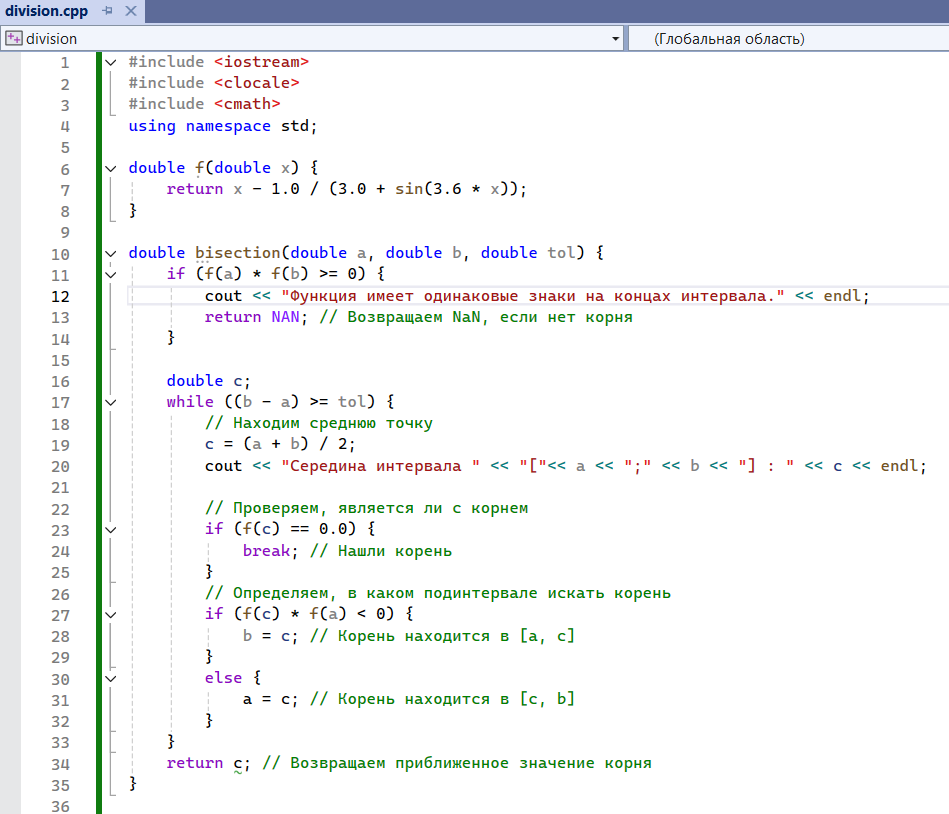 division.cpp
division (Глобальная область)
1 #include <iostream>
2 #include <clocale>
3 #include <cmath>
4 using namespace std;
5
6 double f(double x) {
7     return x - 1.0 / (3.0 + sin(3.6 * x));
8 }
9
10 double bisection(double a, double b, double tol) {
11     if (f(a) * f(b) >= 0) {
12         cout << "Функция имеет одинаковые знаки на концах интервала." << endl;
13         return NAN; // Возвращаем NaN, если нет корня
14     }
15
16     double c;
17     while ((b - a) >= tol) {
18         // Находим среднюю точку
19         c = (a + b) / 2;
20         cout << "Середина интервала " << "["<< a << ";" << b << "] : " << c << endl;
21
22         // Проверяем, является ли c корнем
23         if (f(c) == 0.0) {
24             break; // Нашли корень
25         }
26         // Определяем, в каком подинтервале искать корень
27         if (f(c) * f(a) < 0) {
28             b = c; // Корень находится в [a, c]
29         }
30         else {
31             a = c; // Корень находится в [c, b]
32         }
33     }
34     return c; // Возвращаем приближенное значение корня
35 }
36